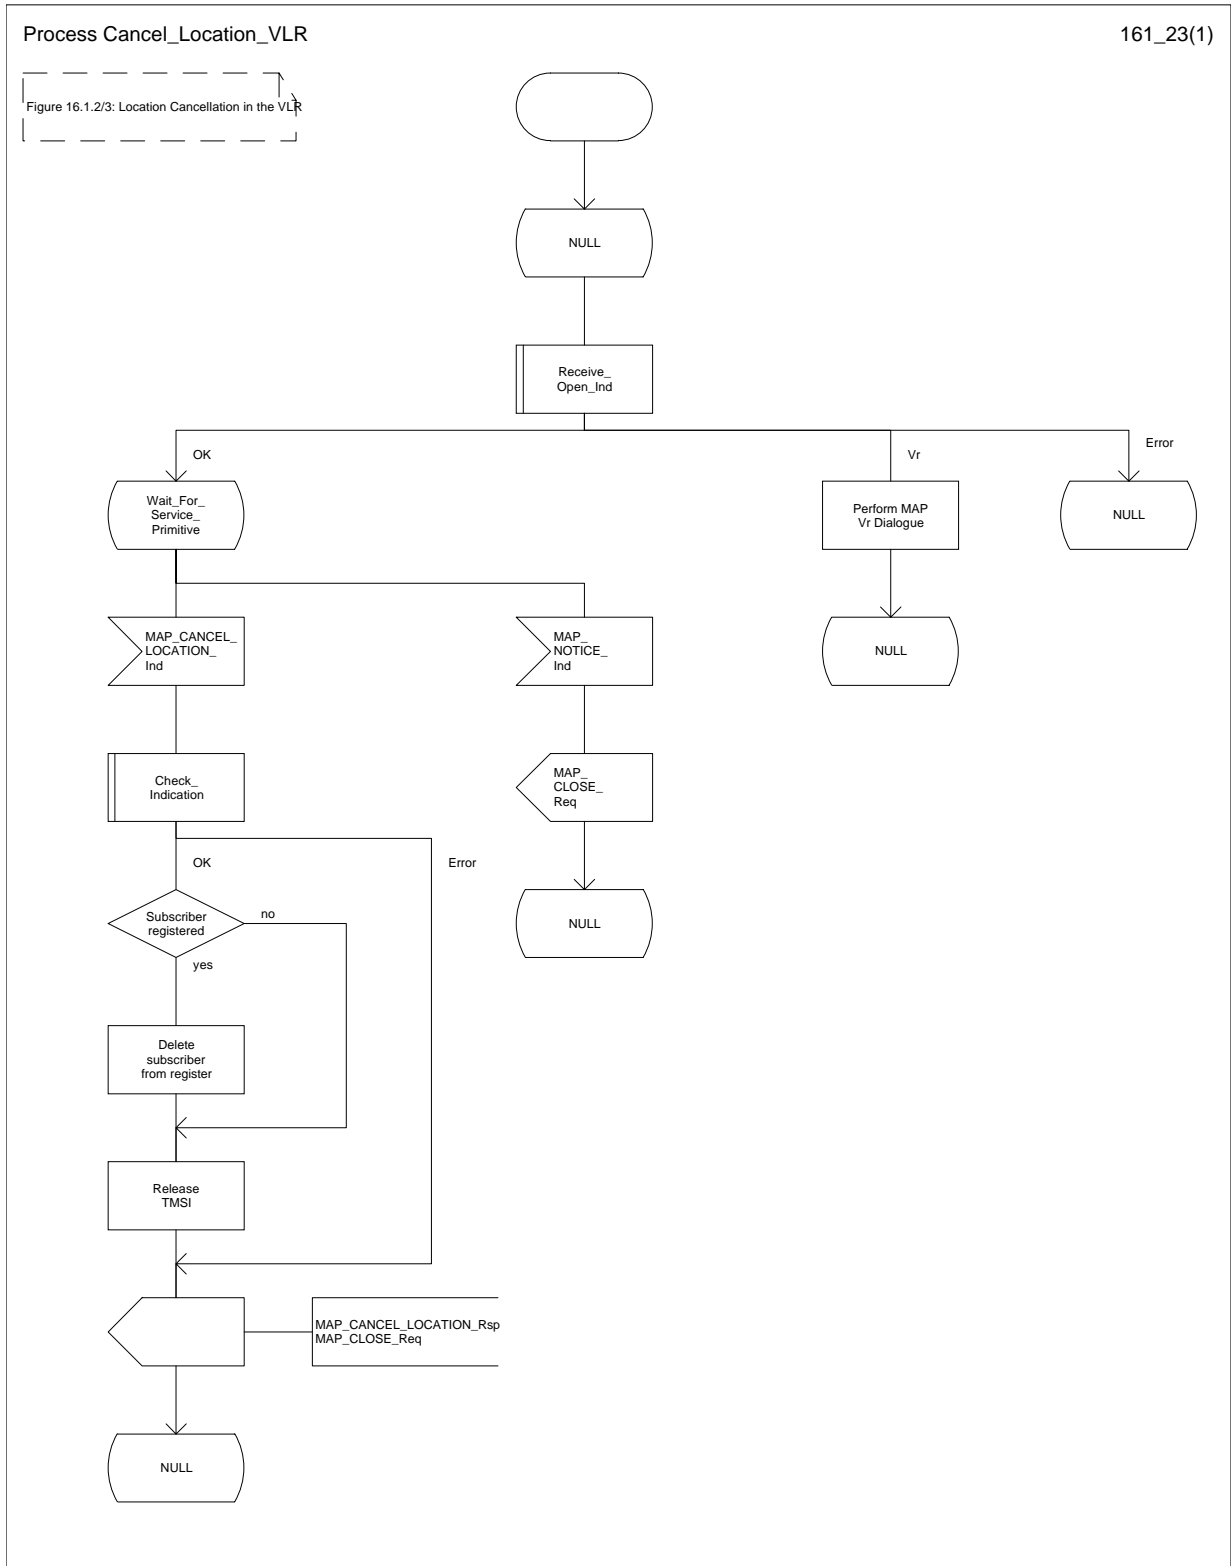 Process Cancel_Location_VLR
161_23(1)
Figure 16.1.2/3: Location Cancellation in the VLR
NULL
Receive_
Open_Ind
OK
Vr
Error
Wait_For_
Service_
Primitive
Perform MAP
Vr Dialogue
NULL
MAP_CANCEL_
LOCATION_
Ind
MAP_
NOTICE_
Ind
NULL
Check_
Indication
MAP_
CLOSE_
Req
OK
Error
Subscriber
registered
no
yes
NULL
Delete
subscriber
from register
Release
TMSI
MAP_CANCEL_LOCATION_Rsp
MAP_CLOSE_Req
NULL